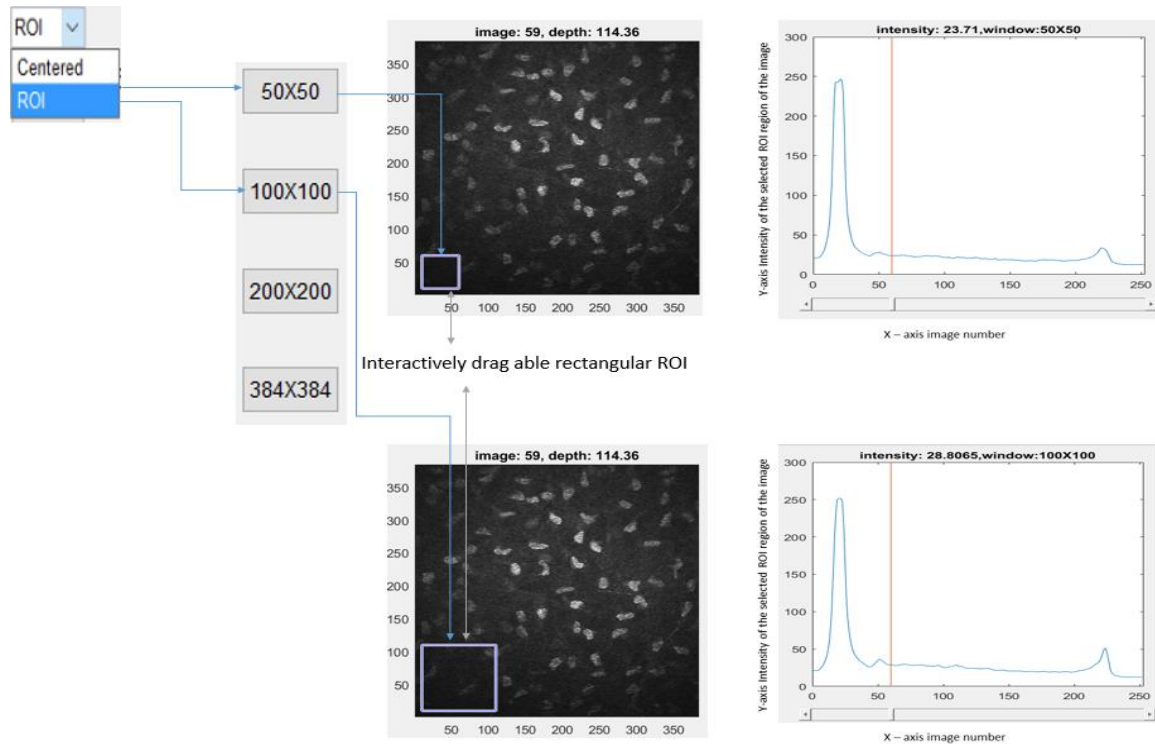 ROI
Centered
ROI
50X50
100X100
200X200
384X384
image: 59, depth: 114.36
350
300
250
200
150
100
50
50 100 150 200 250 300 350
intensity: 23.71,window:50X50
Y-axis Intensity of the selected ROI region of the image
300
250
200
150
100
50
0
0 50 100 150 200 250
X – axis image number
Interactively drag able rectangular ROI
image: 59, depth: 114.36
350
300
250
200
150
100
50
50 100 150 200 250 300 350
intensity: 28.8065,window:100X100
Y-axis Intensity of the selected ROI region of the image
300
250
200
150
100
50
0
0 50 100 150 200 250
X – axis image number